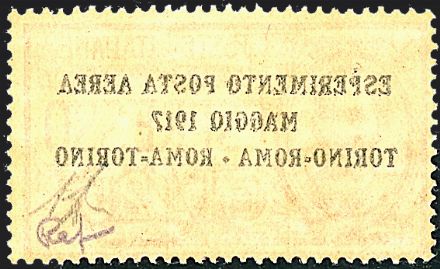 ESPERIMENTO POSTA AEREA
MAGGIO 1917
TORINO-ROMA · ROMA-TORINO